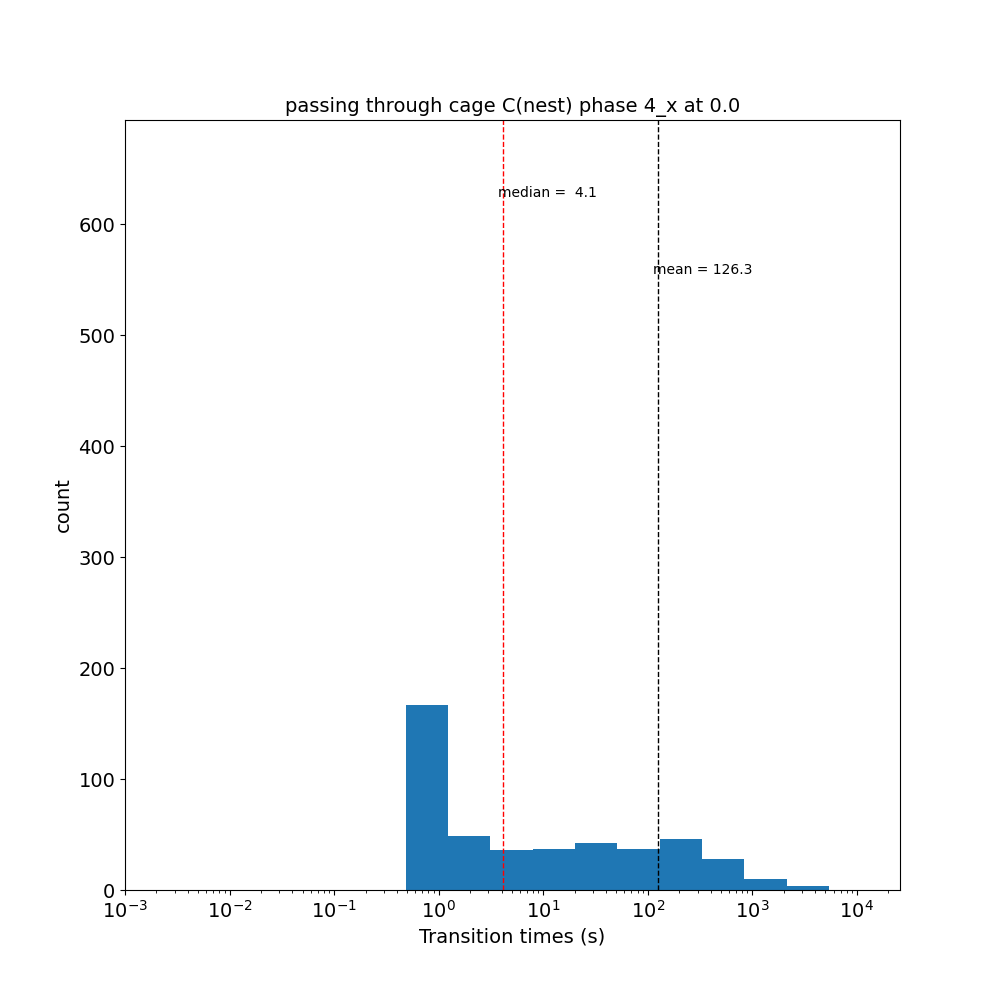 passing through cage C(nest) phase 4_x at 0.0
median =  4.1
mean = 126.3
600
500
400
300
200
100
0
count
10⁻³ 10⁻² 10⁻¹ 10⁰ 10¹ 10² 10³ 10⁴
Transition times (s)